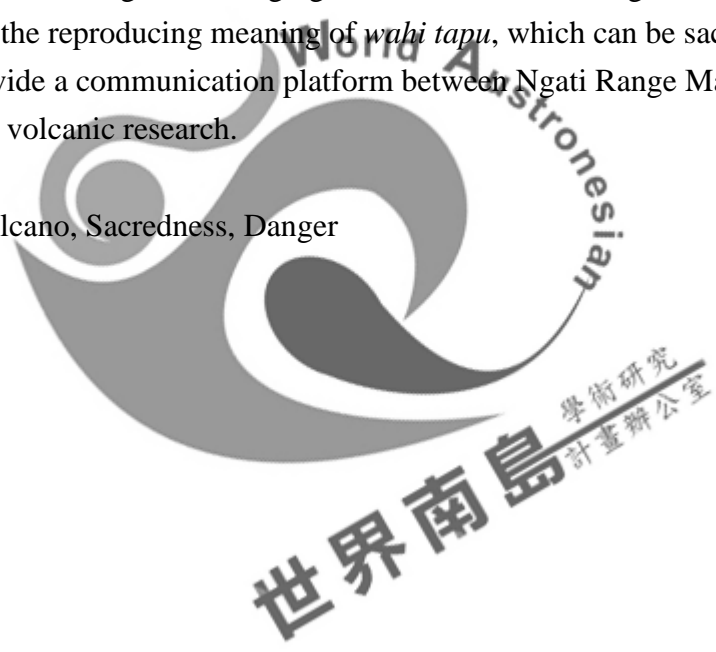 the reproducing meaning of wahi tapu, which can be sac
vide a communication platform between Ngati Range Ma
volcanic research.
lcano, Sacredness, Danger
World Austronesian
學術研究
計畫辦公室
世界南島